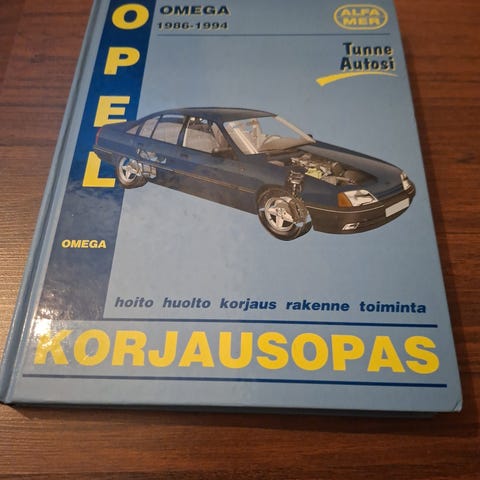 OPEL
OMEGA
1986-1994
ALFA
MER
Tunne
Autosi
OMEGA
hoito huolto korjaus rakenne toiminta
KORJAUSOPAS